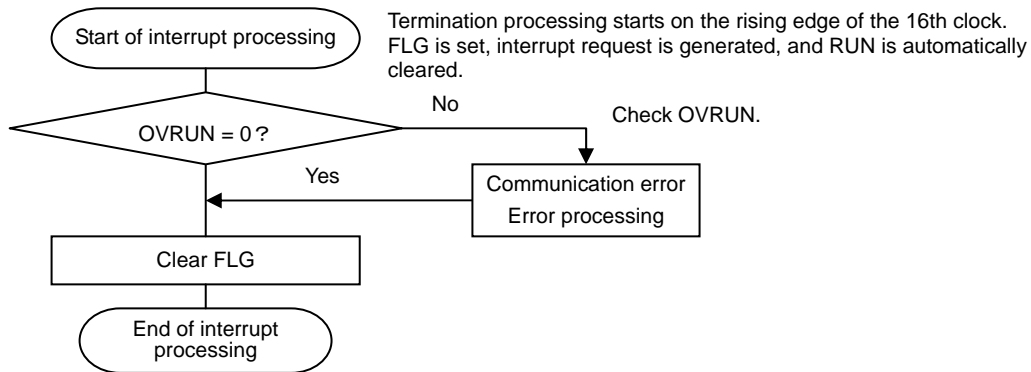 Start of interrupt processing
Termination processing starts on the rising edge of the 16th clock.
FLG is set, interrupt request is generated, and RUN is automatically
cleared.
OVRUN = 0？
No
Check OVRUN.
Yes
Communication error
Error processing
Clear FLG
End of interrupt
processing